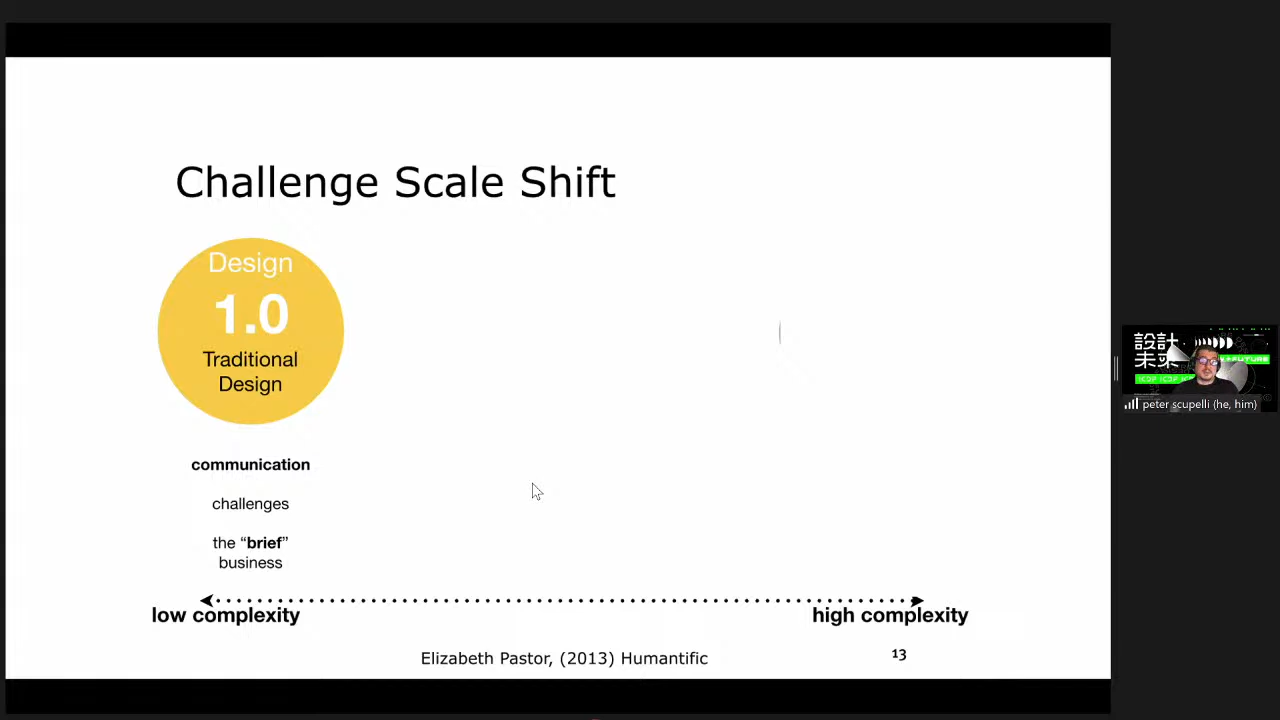 Challenge Scale Shift
Design
1.0
Traditional
Design
communication
challenges
the “brief”
business
low complexity
high complexity
Elizabeth Pastor, (2013) Humantific
13
設計
未來
peter scupelli (he, him)